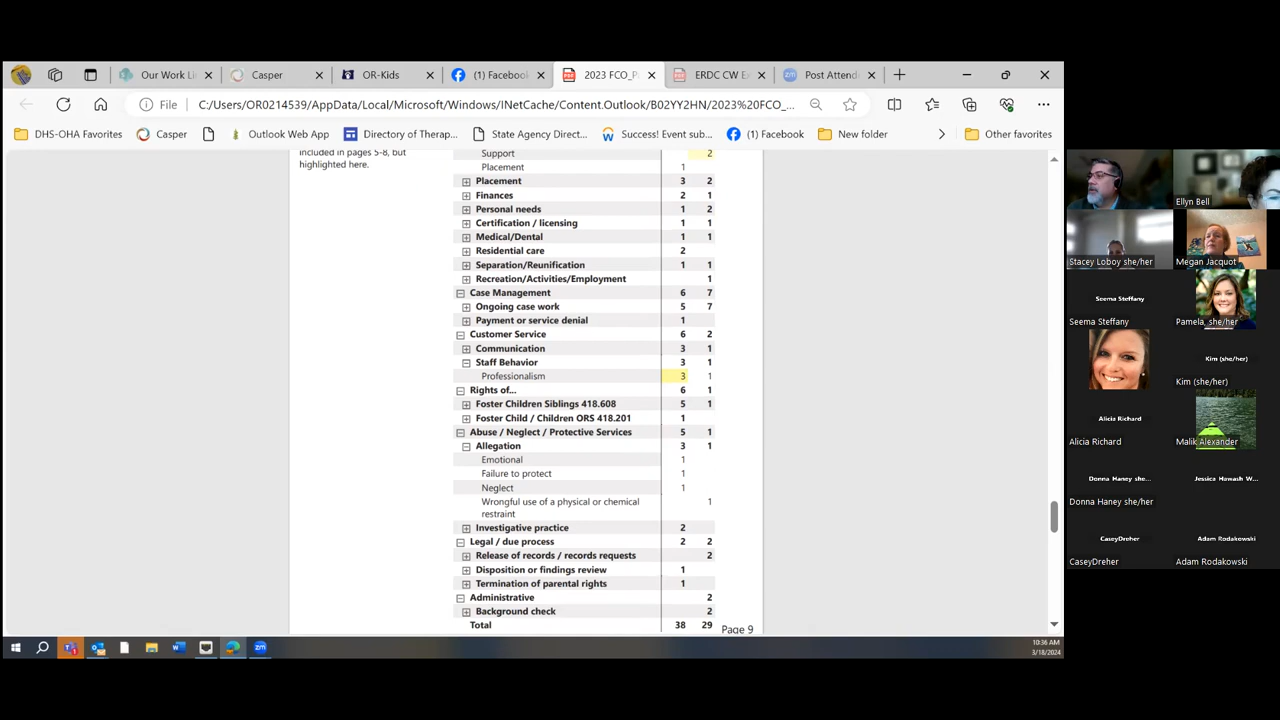 Our Work Li
Casper
OR-Kids
(1) Facebook
2023 FCO_P
ERDC CW E
Post Attend
File
C:/Users/OR0214539/AppData/Local/Microsoft/Windows/INetCache/Content.Outlook/B02YY2HN/2023%20FCO_...
DHS-OHA Favorites
Casper
Outlook Web App
Directory of Therap...
State Agency Direct...
Success! Event sub...
(1) Facebook
New folder
Other favorites
included in pages 5-8, but
highlighted here.
Support 2
Placement 1
Placement 3 2
Finances 2 1
Personal needs 1 2
Certification / licensing 1 1
Medical/Dental 1 1
Residential care 2
Separation/Reunification 1 1
Recreation/Activities/Employment 1
Case Management 6 7
Ongoing case work 5 7
Payment or service denial 1
Customer Service 6 2
Communication 3 1
Staff Behavior 3 1
Professionalism 3 1
Rights of... 6 1
Foster Children Siblings 418.608 5 1
Foster Child / Children ORS 418.201 1
Abuse / Neglect / Protective Services 5 1
Allegation 3 1
Emotional 1
Failure to protect 1
Neglect 1
Wrongful use of a physical or chemical 1
restraint
Investigative practice 2
Legal / due process 2 2
Release of records / records requests 2
Disposition or findings review 1
Termination of parental rights 1
Administrative 2
Background check 2
Total 38 29
Page 9
10:36 AM
3/18/2024
Ellyn Bell
Stacey Loboy she/her
Megan Jacquot
Seema Steffany
Seema Steffany
Pamela, she/her
Kim (she/her)
Kim (she/her)
Alicia Richard
Alicia Richard
Malik Alexander
Donna Haney she...
Donna Haney she/her
Jessica Hawash W...
CaseyDreher
CaseyDreher
Adam Rodakowski
Adam Rodakowski